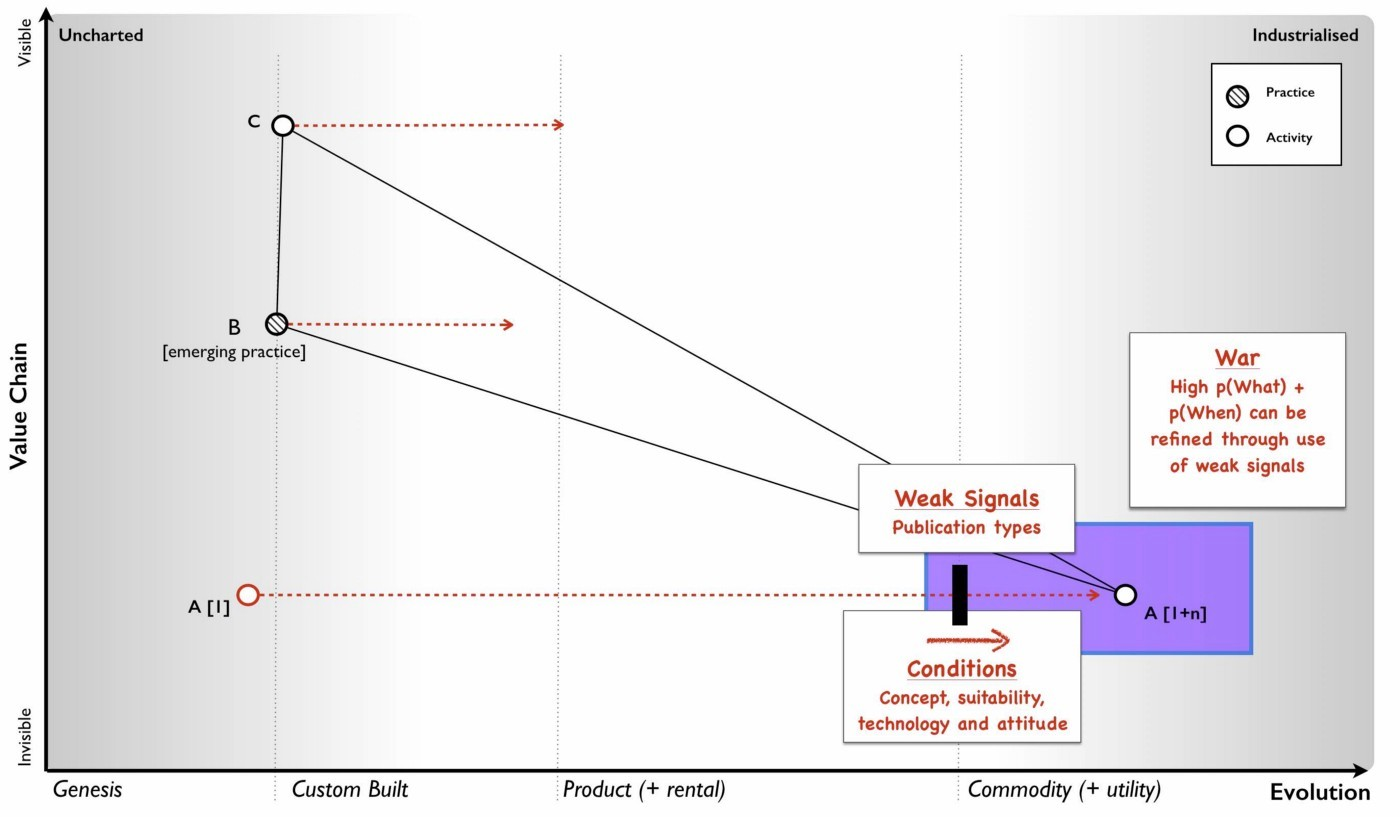 Visible
Uncharted
Industrialised
Practice
Activity
C
B
[emerging practice]
Value Chain
War
High p(What) +
p(When) can be
refined through use
of weak signals
Weak Signals
Publication types
A [1]
A [1+n]
Conditions
Concept, suitability,
technology and attitude
Invisible
Genesis
Custom Built
Product (+ rental)
Commodity (+ utility)
Evolution